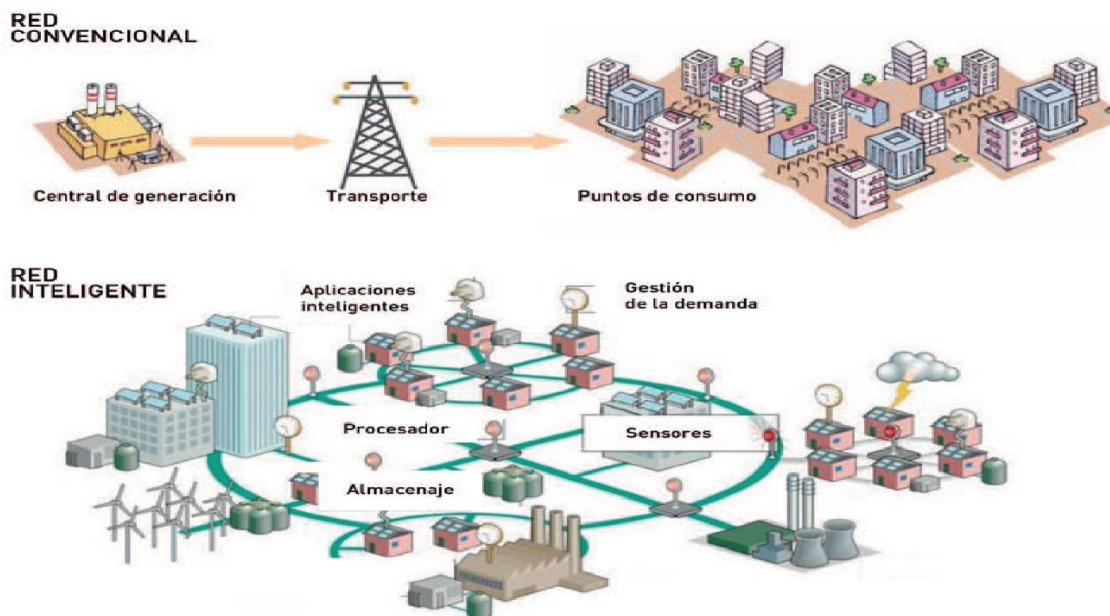 RED
CONVENCIONAL
Central de generación
Transporte
Puntos de consumo
RED
INTELIGENTE
Aplicaciones
inteligentes
Gestión
de la demanda
Procesador
Sensores
Almacenaje